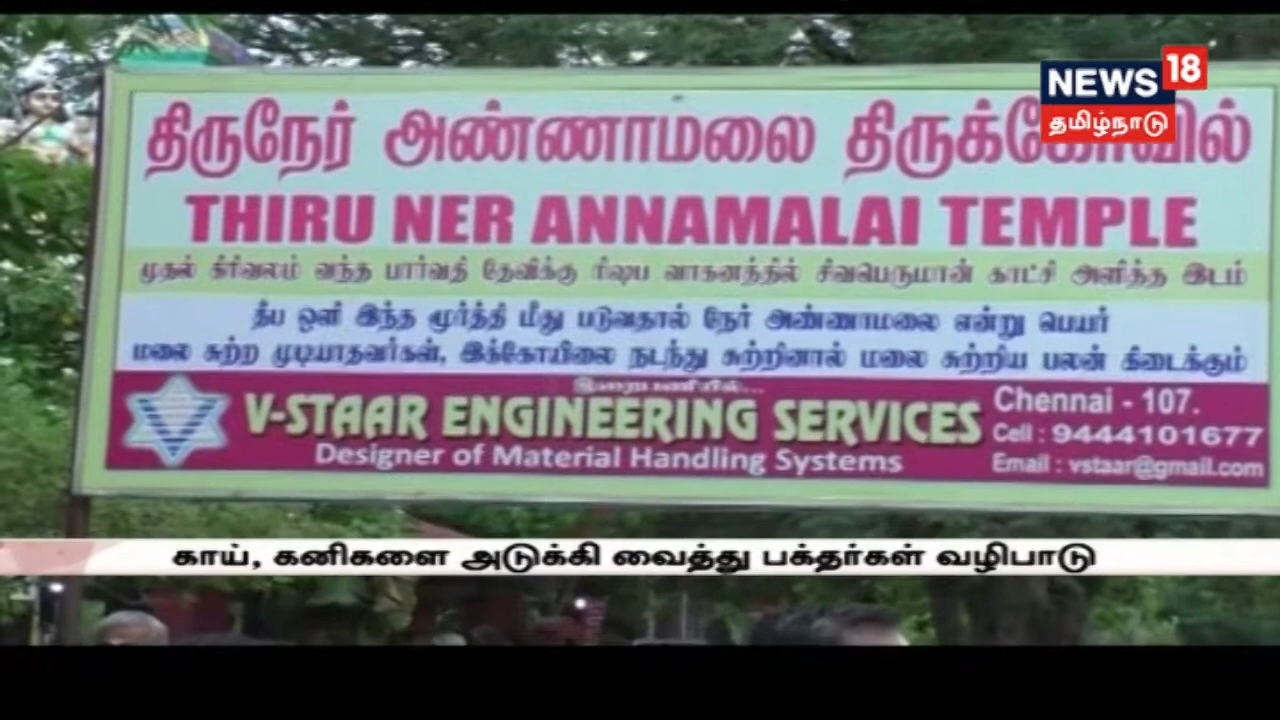 NEWS 18
தமிழ்நாடு
திருநேர் அண்ணாமலை திருக்கோவில்
THIRU NER ANNAMALAI TEMPLE
முதல் கிரிவலம் வந்த பார்வதி தேவிக்கு ரிஷப வாகனத்தில் சிவபெருமான் காட்சி அளித்த இடம்
தீப ஒளி இந்த மூர்த்தி மீது படுவதால் நேர் அண்ணாமலை என்று பெயர்
மலை சுற்ற முடியாதவர்கள், இக்கோயிலை நடந்து சுற்றினால் மலை சுற்றிய பலன் கிடைக்கும்
இறைபணியில்...
V-STAAR ENGINEERING SERVICES
Designer of Material Handling Systems
Chennai - 107.
Cell : 9444101677
Email : vstaar@gmail.com
காய், கனிகளை அடுக்கி வைத்து பக்தர்கள் வழிபாடு